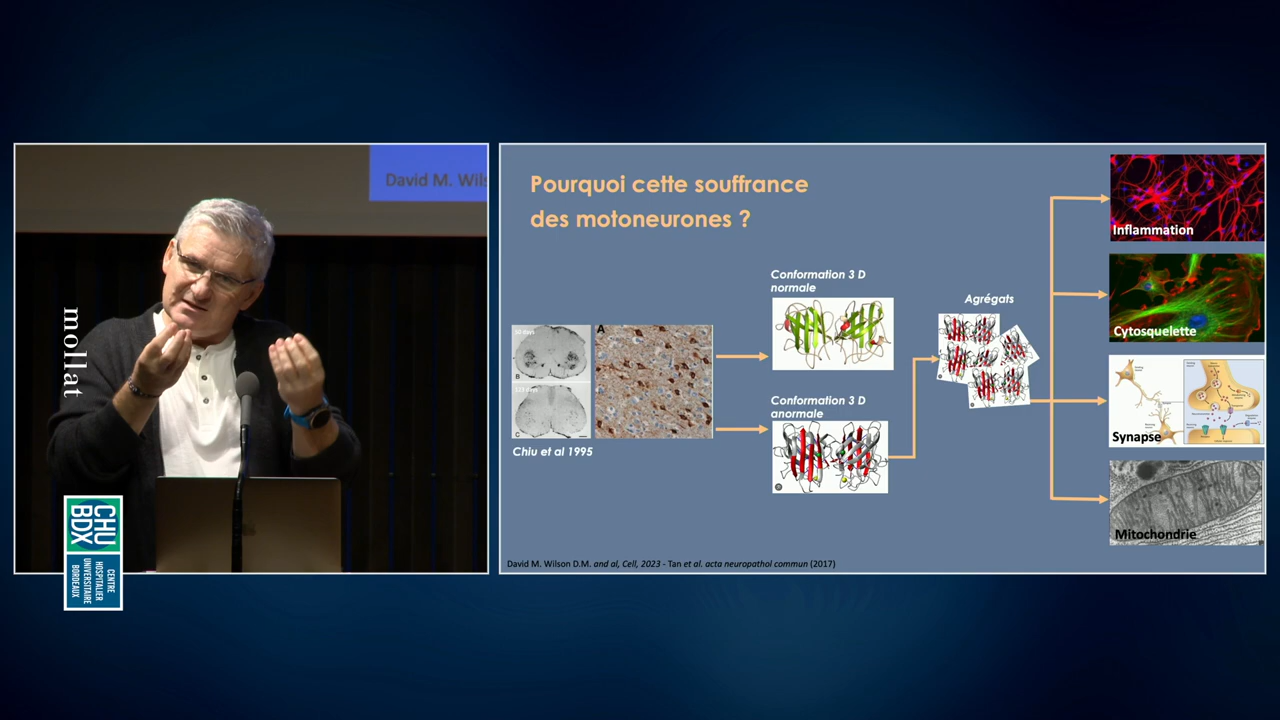 David M. Wils
mollat
CHU
BDX
CENTRE
HOSPITALIER
UNIVERSITAIRE
BORDEAUX
Pourquoi cette souffrance
des motoneurones ?
Conformation 3 D
normale
Agrégats
A
B
C
Conformation 3 D
anormale
Chiu et al 1995
Inflammation
Cytosquelette
Synapse
Mitochondrie
David M. Wilson D.M. and al, Cell, 2023 - Tan et al. acta neuropathol commun (2017)